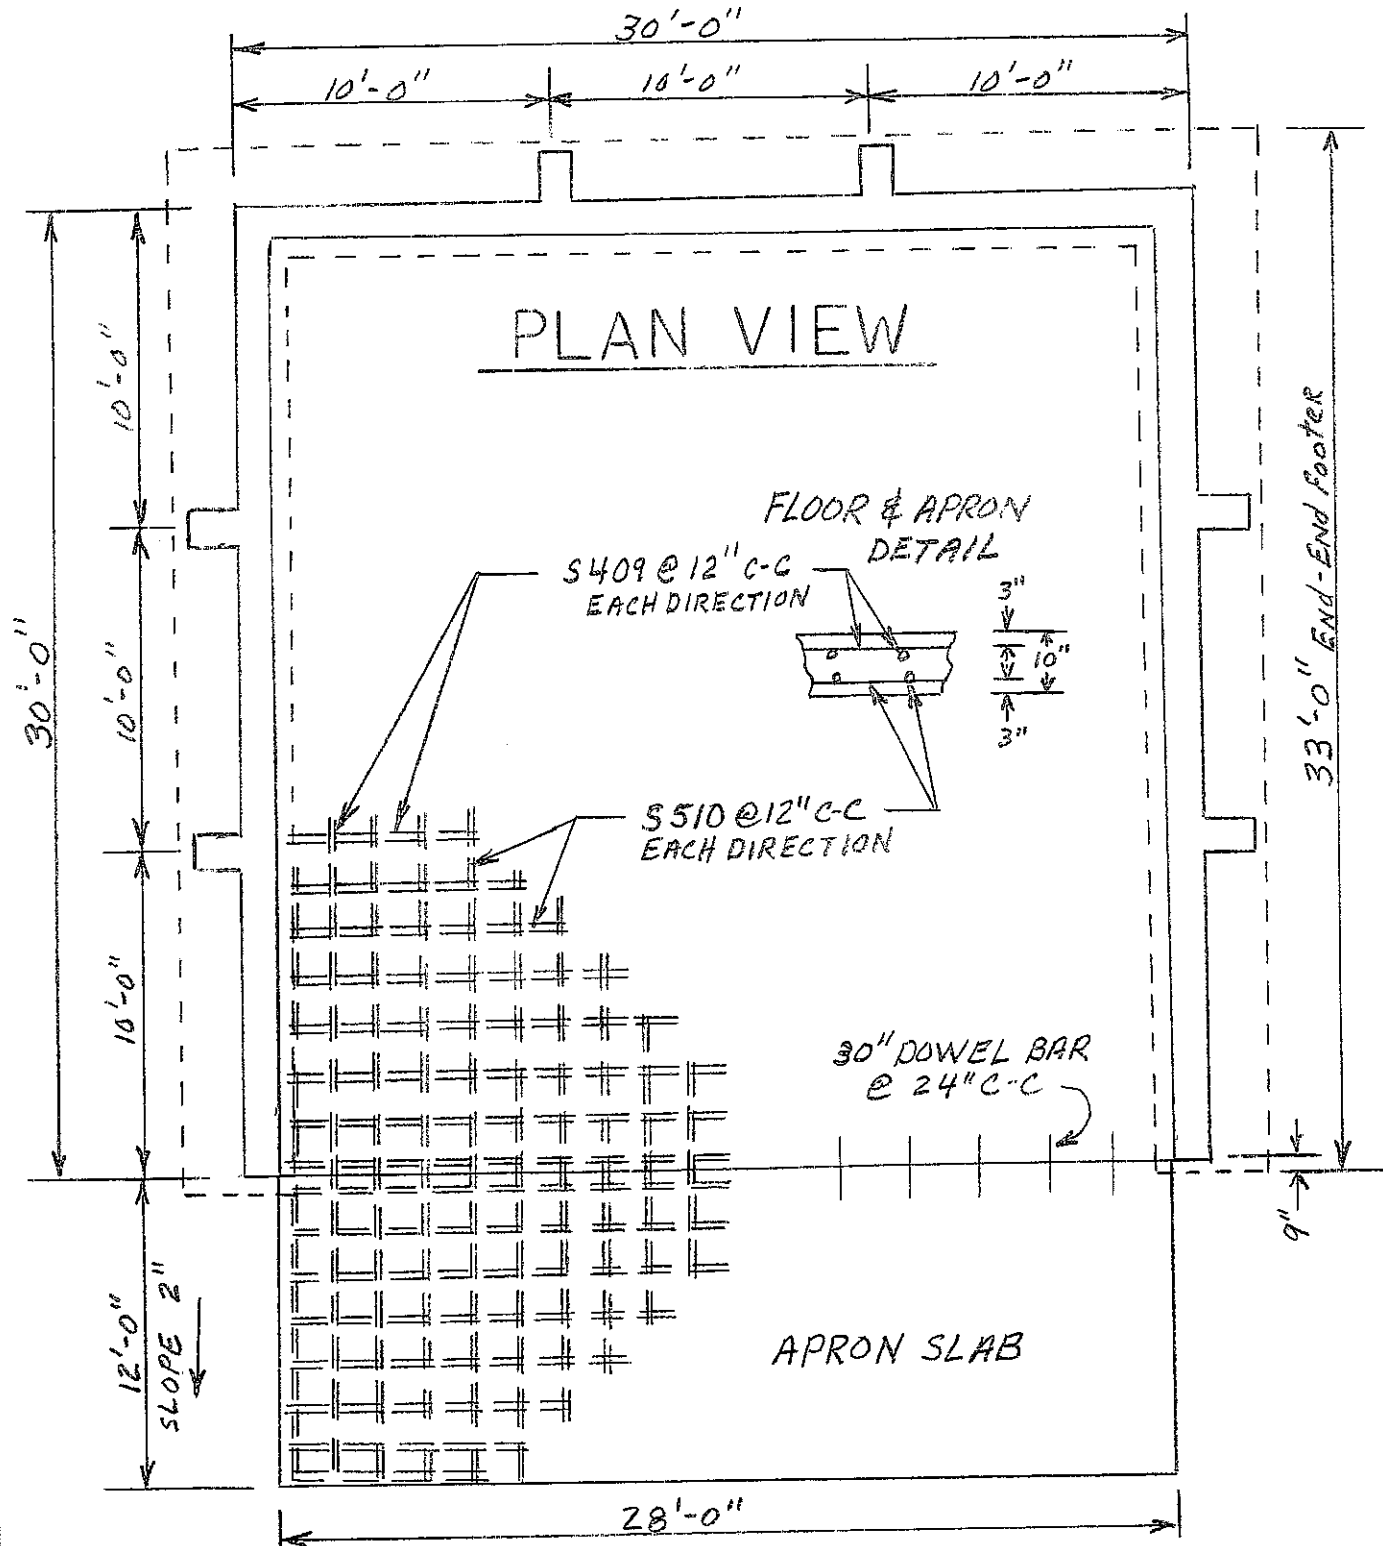 30'-0"
10'-0" 10'-0" 10'-0"
PLAN VIEW
10'-0"
10'-0"
10'-0"
30'-0"
33'-0" End-End Footer
FLOOR & APRON
DETAIL
S409 @ 12" C-C
EACH DIRECTION
3"
10"
3"
S510 @ 12" C-C
EACH DIRECTION
30" DOWEL BAR
@ 24" C-C
9"
12'-0"
SLOPE 2"
APRON SLAB
28'-0"